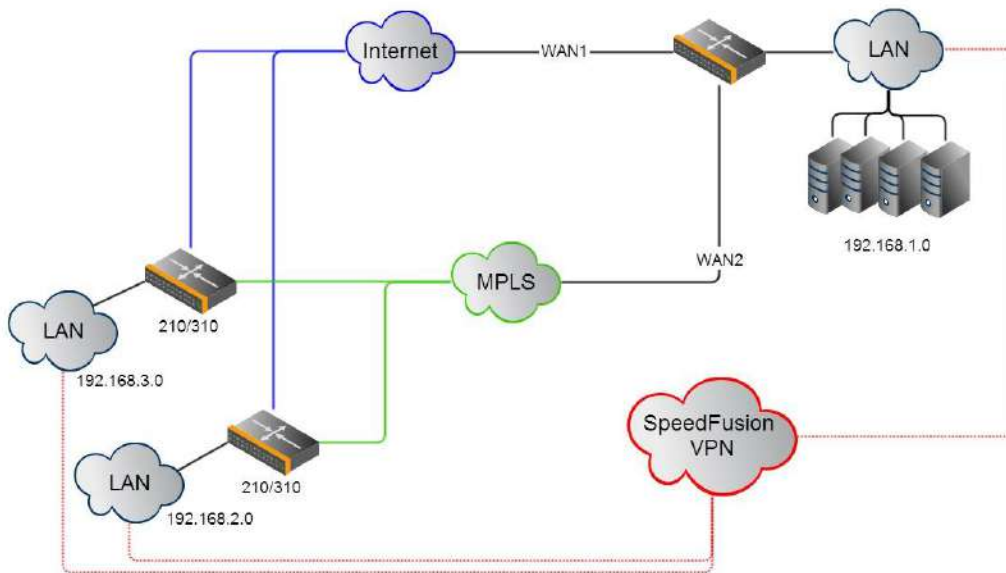 Internet
WAN1
LAN
192.168.1.0
WAN2
MPLS
210/310
LAN
192.168.3.0
SpeedFusion
VPN
210/310
LAN
192.168.2.0